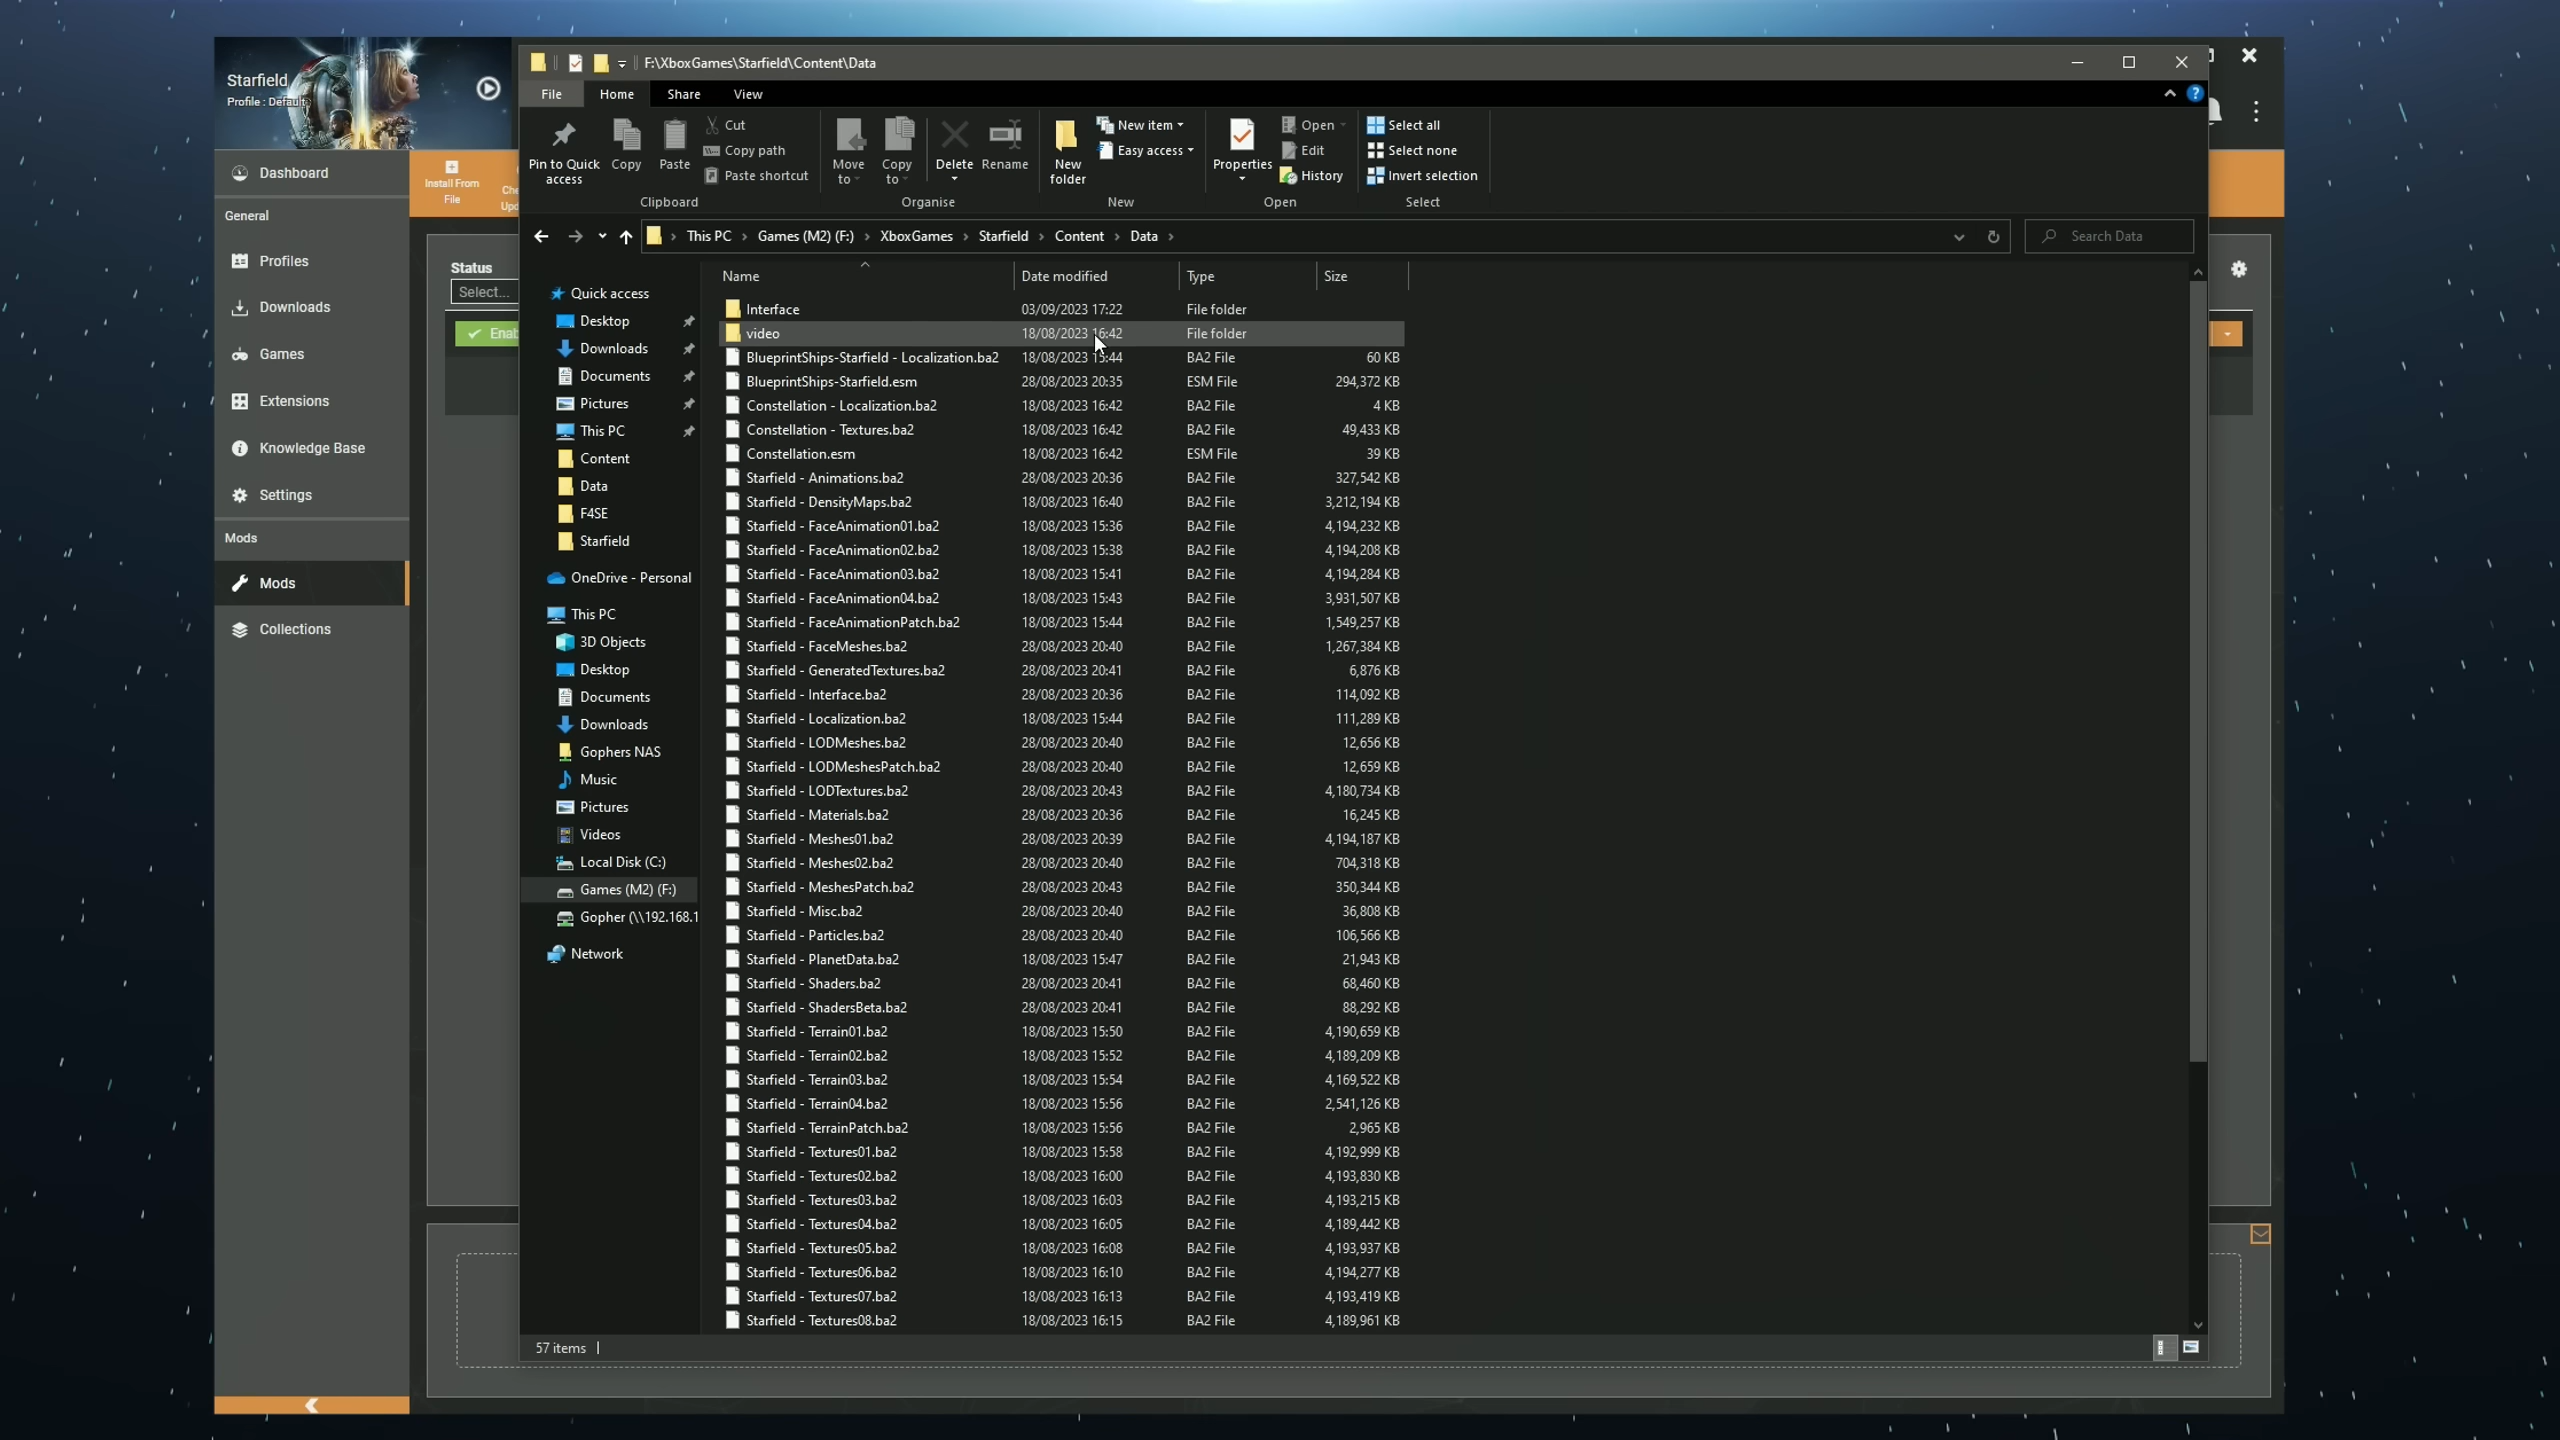 Starfield
Profile : Default
F:\XboxGames\Starfield\Content\Data
File
Home
Share
View
Pin to Quick access
Copy
Paste
Cut
Copy path
Paste shortcut
Clipboard
Move to
Copy to
Delete
Rename
Organise
New folder
New item
Easy access
New
Properties
Open
Edit
History
Open
Select all
Select none
Invert selection
Select
This PC
Games (M2) (F:)
XboxGames
Starfield
Content
Data
Search Data
Dashboard
General
Profiles
Downloads
Games
Extensions
Knowledge Base
Settings
Mods
Mods
Collections
Install From File
Status
Select...
Quick access
Desktop
Downloads
Documents
Pictures
This PC
Content
Data
F4SE
Starfield
OneDrive - Personal
This PC
3D Objects
Desktop
Documents
Downloads
Gophers NAS
Music
Pictures
Videos
Local Disk (C:)
Games (M2) (F:)
Gopher (\\192.168.1
Network
Name Date modified Type Size
Interface 03/09/2023 17:22 File folder
video 18/08/2023 16:42 File folder
BlueprintShips-Starfield - Localization.ba2 18/08/2023 15:44 BA2 File 60 KB
BlueprintShips-Starfield.esm 28/08/2023 20:35 ESM File 294,372 KB
Constellation - Localization.ba2 18/08/2023 16:42 BA2 File 4 KB
Constellation - Textures.ba2 18/08/2023 16:42 BA2 File 49,433 KB
Constellation.esm 18/08/2023 16:42 ESM File 39 KB
Starfield - Animations.ba2 28/08/2023 20:36 BA2 File 327,542 KB
Starfield - DensityMaps.ba2 18/08/2023 16:40 BA2 File 3,212,194 KB
Starfield - FaceAnimation01.ba2 18/08/2023 15:36 BA2 File 4,194,232 KB
Starfield - FaceAnimation02.ba2 18/08/2023 15:38 BA2 File 4,194,208 KB
Starfield - FaceAnimation03.ba2 18/08/2023 15:41 BA2 File 4,194,284 KB
Starfield - FaceAnimation04.ba2 18/08/2023 15:43 BA2 File 3,931,507 KB
Starfield - FaceAnimationPatch.ba2 18/08/2023 15:44 BA2 File 1,549,257 KB
Starfield - FaceMeshes.ba2 28/08/2023 20:40 BA2 File 1,267,384 KB
Starfield - GeneratedTextures.ba2 28/08/2023 20:41 BA2 File 6,876 KB
Starfield - Interface.ba2 28/08/2023 20:36 BA2 File 114,092 KB
Starfield - Localization.ba2 18/08/2023 15:44 BA2 File 111,289 KB
Starfield - LODMeshes.ba2 28/08/2023 20:40 BA2 File 12,656 KB
Starfield - LODMeshesPatch.ba2 28/08/2023 20:40 BA2 File 12,659 KB
Starfield - LODTextures.ba2 28/08/2023 20:43 BA2 File 4,180,734 KB
Starfield - Materials.ba2 28/08/2023 20:36 BA2 File 16,245 KB
Starfield - Meshes01.ba2 28/08/2023 20:39 BA2 File 4,194,187 KB
Starfield - Meshes02.ba2 28/08/2023 20:40 BA2 File 704,318 KB
Starfield - MeshesPatch.ba2 28/08/2023 20:43 BA2 File 350,344 KB
Starfield - Misc.ba2 28/08/2023 20:40 BA2 File 36,808 KB
Starfield - Particles.ba2 28/08/2023 20:40 BA2 File 106,566 KB
Starfield - PlanetData.ba2 18/08/2023 15:47 BA2 File 21,943 KB
Starfield - Shaders.ba2 28/08/2023 20:41 BA2 File 68,460 KB
Starfield - ShadersBeta.ba2 28/08/2023 20:41 BA2 File 88,292 KB
Starfield - Terrain01.ba2 18/08/2023 15:50 BA2 File 4,190,659 KB
Starfield - Terrain02.ba2 18/08/2023 15:52 BA2 File 4,189,209 KB
Starfield - Terrain03.ba2 18/08/2023 15:54 BA2 File 4,169,522 KB
Starfield - Terrain04.ba2 18/08/2023 15:56 BA2 File 2,541,126 KB
Starfield - TerrainPatch.ba2 18/08/2023 15:56 BA2 File 2,965 KB
Starfield - Textures01.ba2 18/08/2023 15:58 BA2 File 4,192,999 KB
Starfield - Textures02.ba2 18/08/2023 16:00 BA2 File 4,193,830 KB
Starfield - Textures03.ba2 18/08/2023 16:03 BA2 File 4,193,215 KB
Starfield - Textures04.ba2 18/08/2023 16:05 BA2 File 4,189,442 KB
Starfield - Textures05.ba2 18/08/2023 16:08 BA2 File 4,193,937 KB
Starfield - Textures06.ba2 18/08/2023 16:10 BA2 File 4,194,277 KB
Starfield - Textures07.ba2 18/08/2023 16:13 BA2 File 4,193,419 KB
Starfield - Textures08.ba2 18/08/2023 16:15 BA2 File 4,189,961 KB
57 items